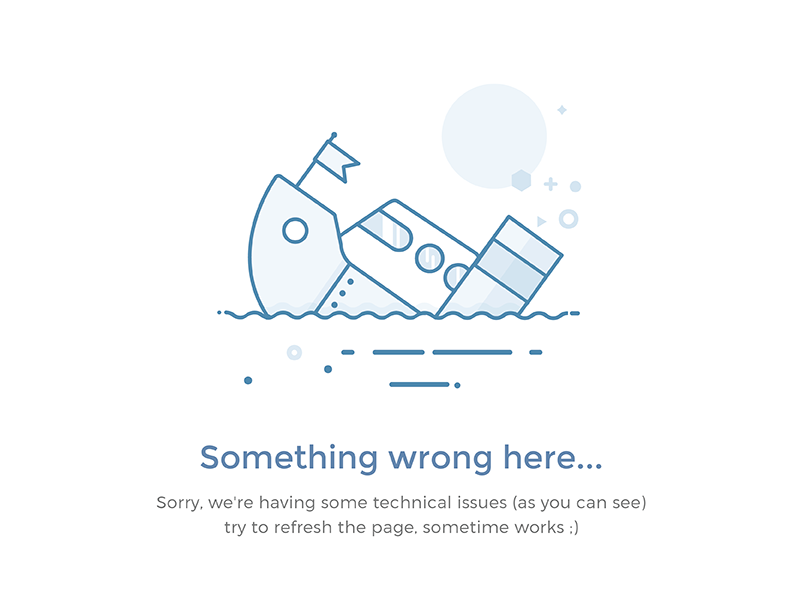 Something wrong here...
Sorry, we're having some technical issues (as you can see)
try to refresh the page, sometime works ;)